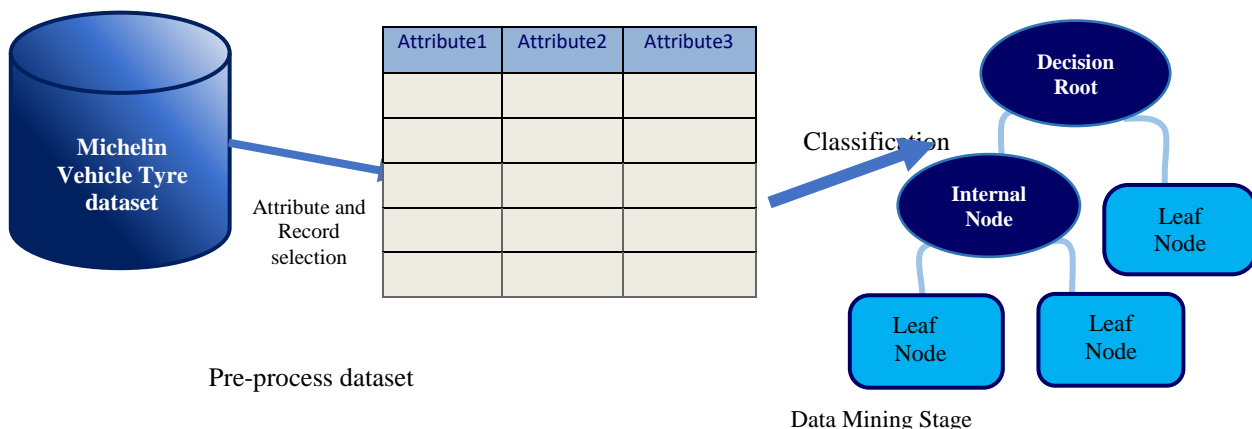 Michelin
Vehicle Tyre
dataset
Attribute and
Record
selection
Attribute1 Attribute2 Attribute3
Pre-process dataset
Classification
Decision
Root
Internal
Node
Leaf
Node
Leaf
Node
Leaf
Node
Data Mining Stage